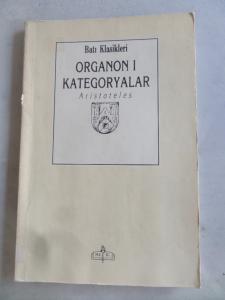 Batı Klasikleri
ORGANON I
KATEGORYALAR
Aristoteles